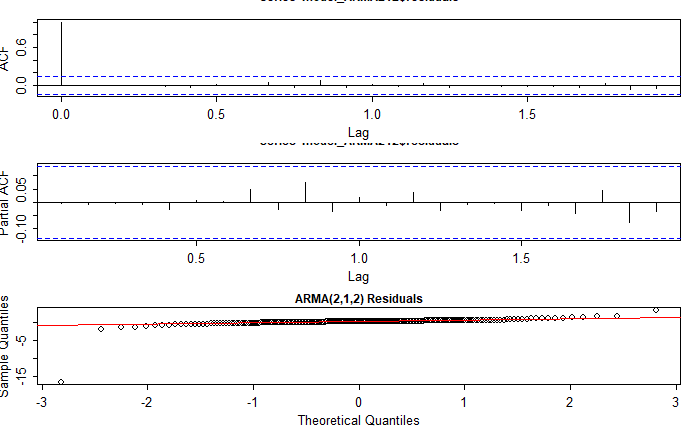 ACF
0.0 0.6
0.0 0.5 1.0 1.5
Lag
Partial ACF
-0.10 0.05
0.5 1.0 1.5
Lag
ARMA(2,1,2) Residuals
Sample Quantiles
-15 -5
-3 -2 -1 0 1 2 3
Theoretical Quantiles